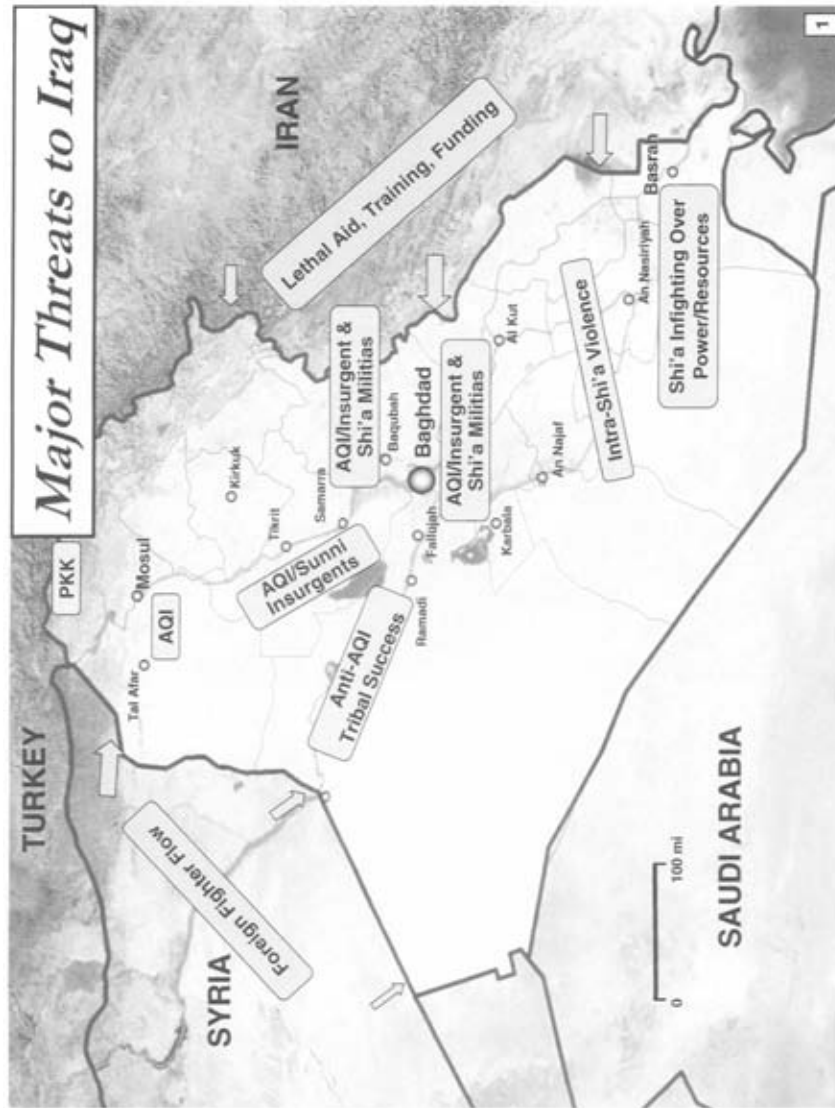 Major Threats to Iraq
TURKEY
PKK
Tal Afar
Mosul
AQI
Kirkuk
Foreign Fighter Flow
SYRIA
Tikrit
Samarra
AQI/Sunni
Insurgents
AQI/Insurgent &
Shi'a Militias
Baqubah
IRAN
Lethal Aid, Training, Funding
Anti-AQI
Tribal Success
Ramadi
Fallujah
Baghdad
AQI/Insurgent &
Shi'a Militias
Karbala
Al Kut
An Najaf
Intra-Shi'a Violence
An Nasiriyah
Basrah
Shi'a Infighting Over
Power/Resources
0
100 mi
SAUDI ARABIA
1